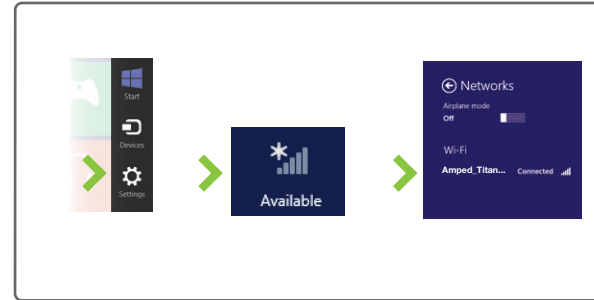 Start
Devices
Settings
Available
Networks
Airplane mode
Off
Wi-Fi
Amped_Titan... Connected